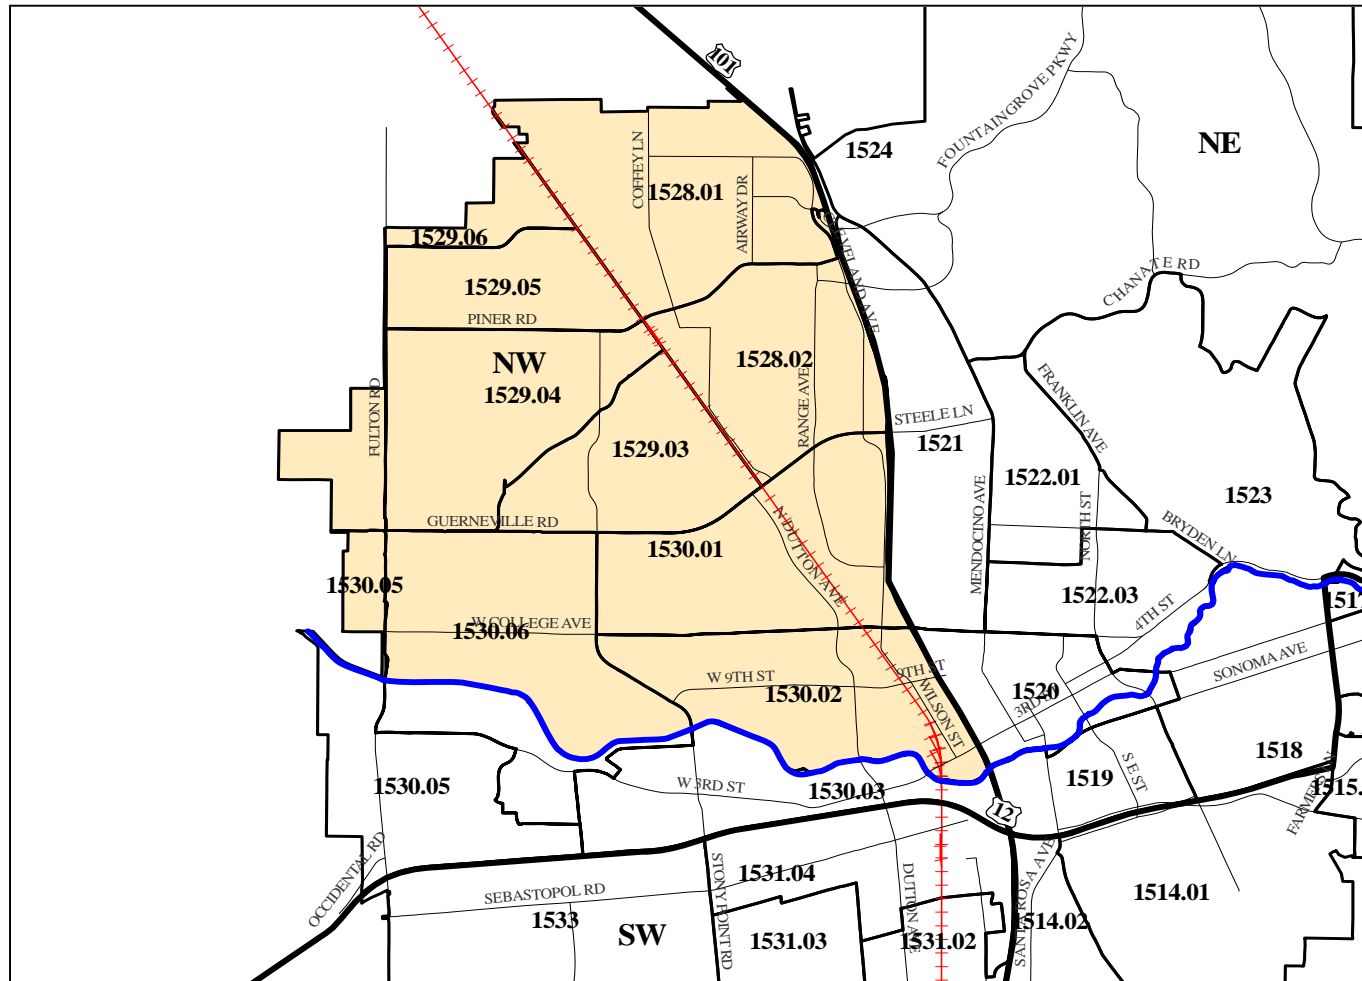 101
FOUNTAINGROVE PKWY
NE
1524
COFFEY LN
1528.01
AIRWAY DR
1529.06
CLEVELAND AVE
CHANATE RD
1529.05
PINER RD
NW
1528.02
1529.04
RANGE AVE
FULTON RD
FRANKLIN AVE
STEELE LN
1521
1529.03
1522.01
MENDOCINO AVE
NORTH ST
1523
GUERNEVILLE RD
N DUTTON AVE
BRYDEN LN
1530.01
1530.05
1522.03
4TH ST
W COLLEGE AVE
1530.06
9TH ST
W 9TH ST
1530.02
WILSON ST
1520
3RD
SONOMA AVE
1518
S E ST
1519
1530.05
W 3RD ST
1530.03
12
FARMERS LN
1515.
OCCIDENTAL RD
SEBASTOPOL RD
1531.04
STONY POINT RD
DUTTON AVE
SANTA ROSA AVE
1514.01
1533
SW
1531.03
1531.02
1514.02